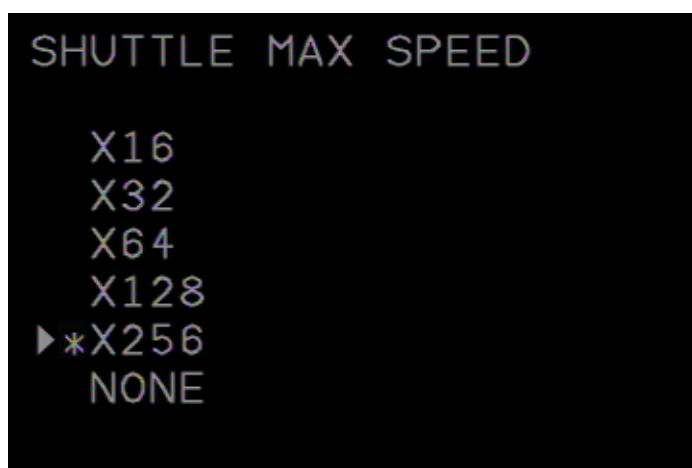 SHUTTLE MAX SPEED
X16
X32
X64
X128
▶*X256
NONE